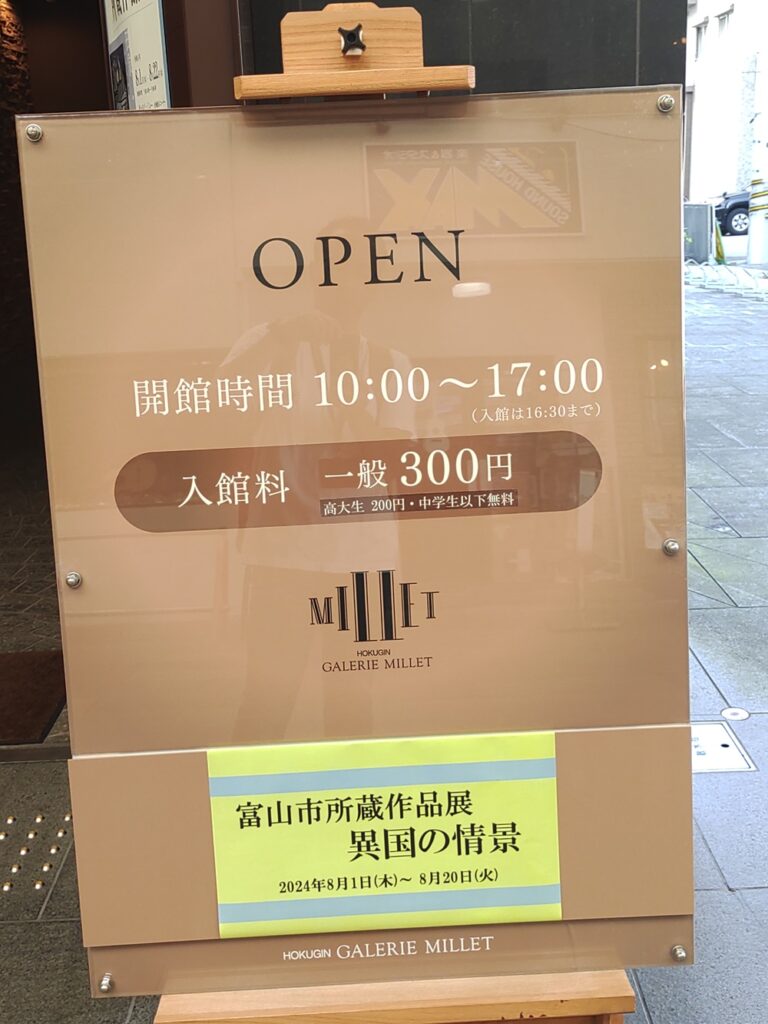 OPEN
開館時間 10:00〜17:00
（入館は16:30まで）
入館料 一般 300円
高大生 200円・中学生以下無料
MILLET
HOKUGIN
GALERIE MILLET
富山市所蔵作品展
異国の情景
2024年8月1日(木)〜 8月20日(火)
HOKUGIN GALERIE MILLET